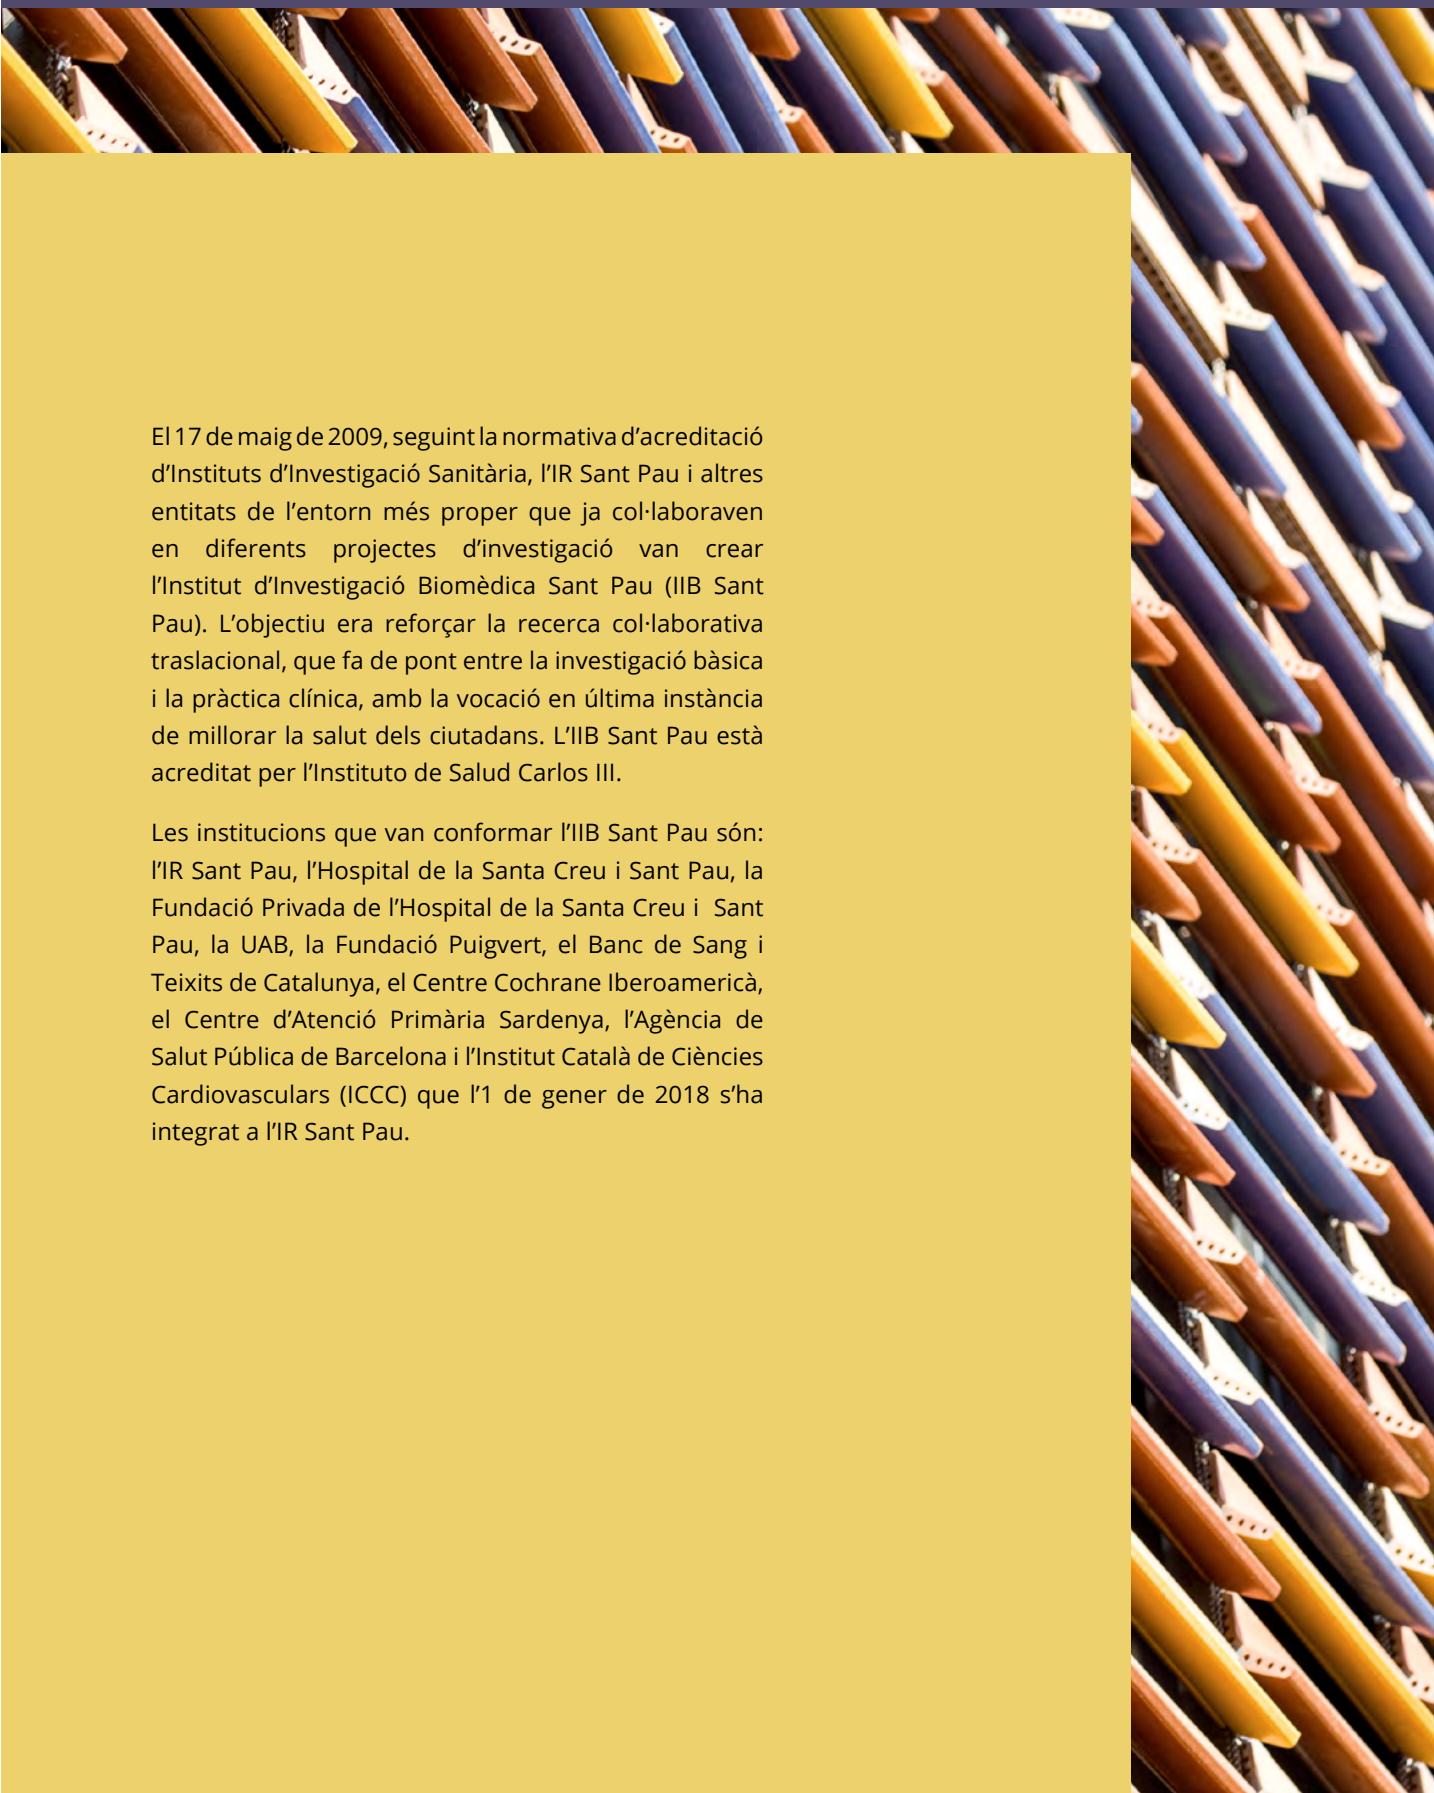 El 17 de maig de 2009, seguint la normativa d’acreditació
d’Instituts d’Investigació Sanitària, l’IR Sant Pau i altres
entitats de l’entorn més proper que ja col·laboraven
en diferents projectes d’investigació van crear
l’Institut d’Investigació Biomèdica Sant Pau (IIB Sant
Pau). L’objectiu era reforçar la recerca col·laborativa
traslacional, que fa de pont entre la investigació bàsica
i la pràctica clínica, amb la vocació en última instància
de millorar la salut dels ciutadans. L’IIB Sant Pau està
acreditat per l’Instituto de Salud Carlos III.
Les institucions que van conformar l’IIB Sant Pau són:
l’IR Sant Pau, l’Hospital de la Santa Creu i Sant Pau, la
Fundació Privada de l’Hospital de la Santa Creu i Sant
Pau, la UAB, la Fundació Puigvert, el Banc de Sang i
Teixits de Catalunya, el Centre Cochrane Iberoamericà,
el Centre d’Atenció Primària Sardenya, l’Agència de
Salut Pública de Barcelona i l’Institut Català de Ciències
Cardiovasculars (ICCC) que l’1 de gener de 2018 s’ha
integrat a l’IR Sant Pau.